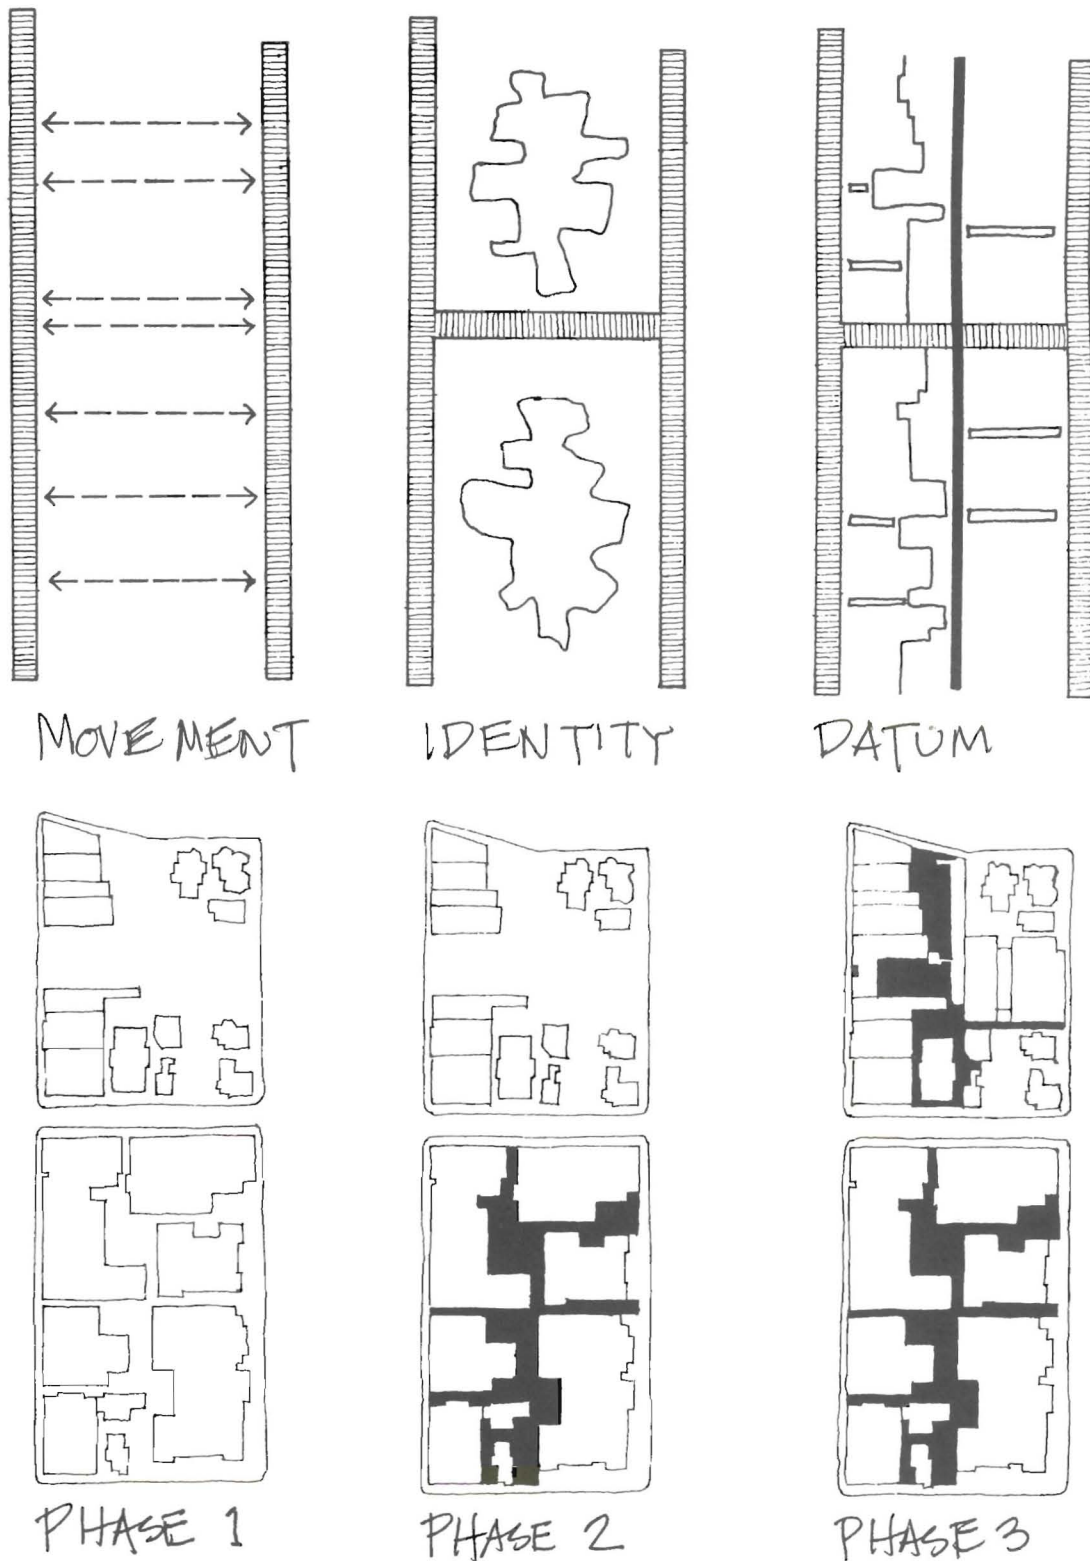 MOVEMENT
IDENTITY
DATUM
PHASE 1
PHASE 2
PHASE 3